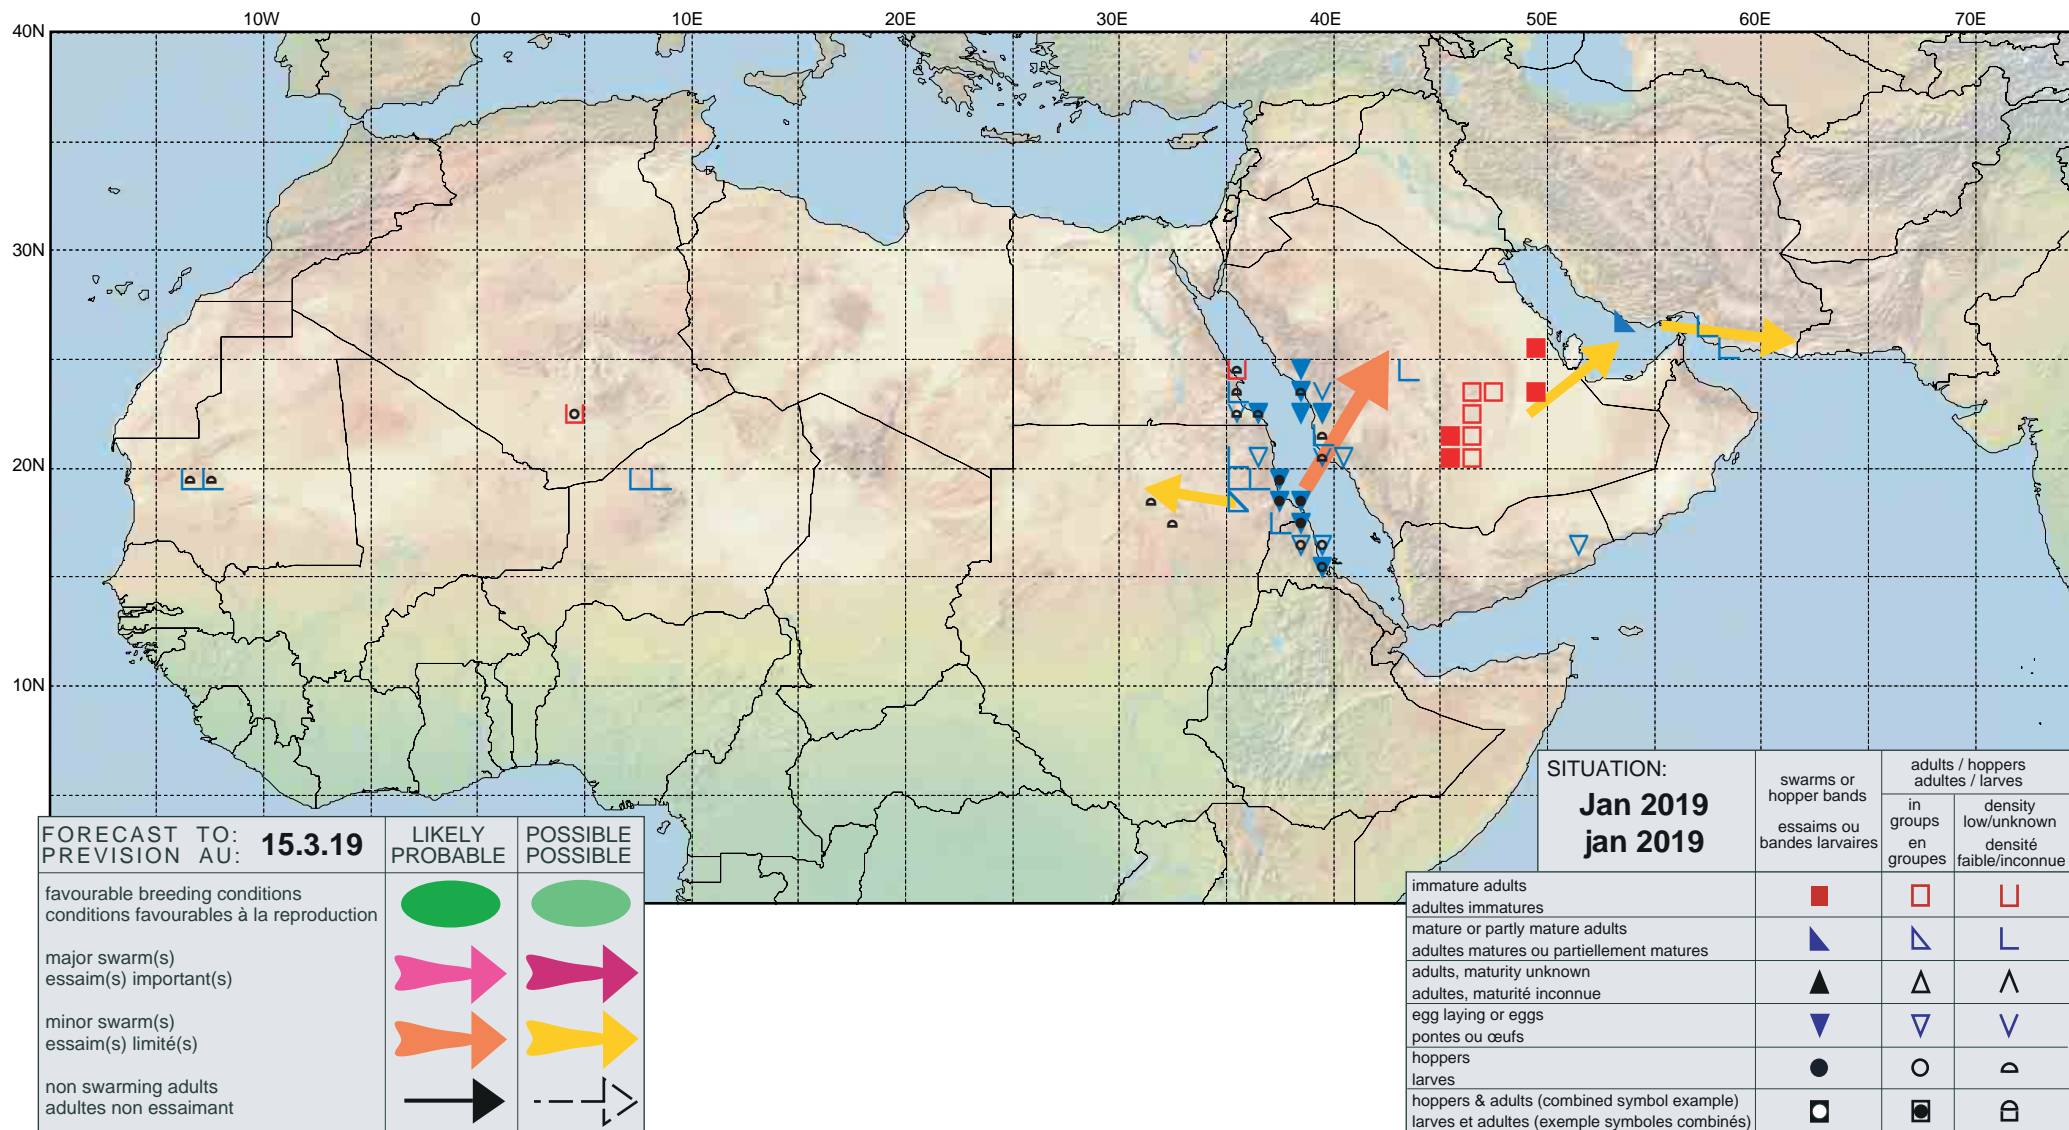 10W 0 10E 20E 30E 40E 50E 60E 70E
40N
30N
20N
10N
FORECAST TO:
PREVISION AU:
15.3.19
LIKELY
PROBABLE
POSSIBLE
POSSIBLE
favourable breeding conditions
conditions favourables à la reproduction
major swarm(s)
essaim(s) important(s)
minor swarm(s)
essaim(s) limité(s)
non swarming adults
adultes non essaimant
SITUATION:
Jan 2019
jan 2019
swarms or
hopper bands
essaims ou
bandes larvaires
adults / hoppers
adultes / larves
in
groups
en
groupes
density
low/unknown
densité
faible/inconnue
immature adults
adultes immatures
mature or partly mature adults
adultes matures ou partiellement matures
adults, maturity unknown
adultes, maturité inconnue
egg laying or eggs
pontes ou œufs
hoppers
larves
hoppers & adults (combined symbol example)
larves et adultes (exemple symboles combinés)